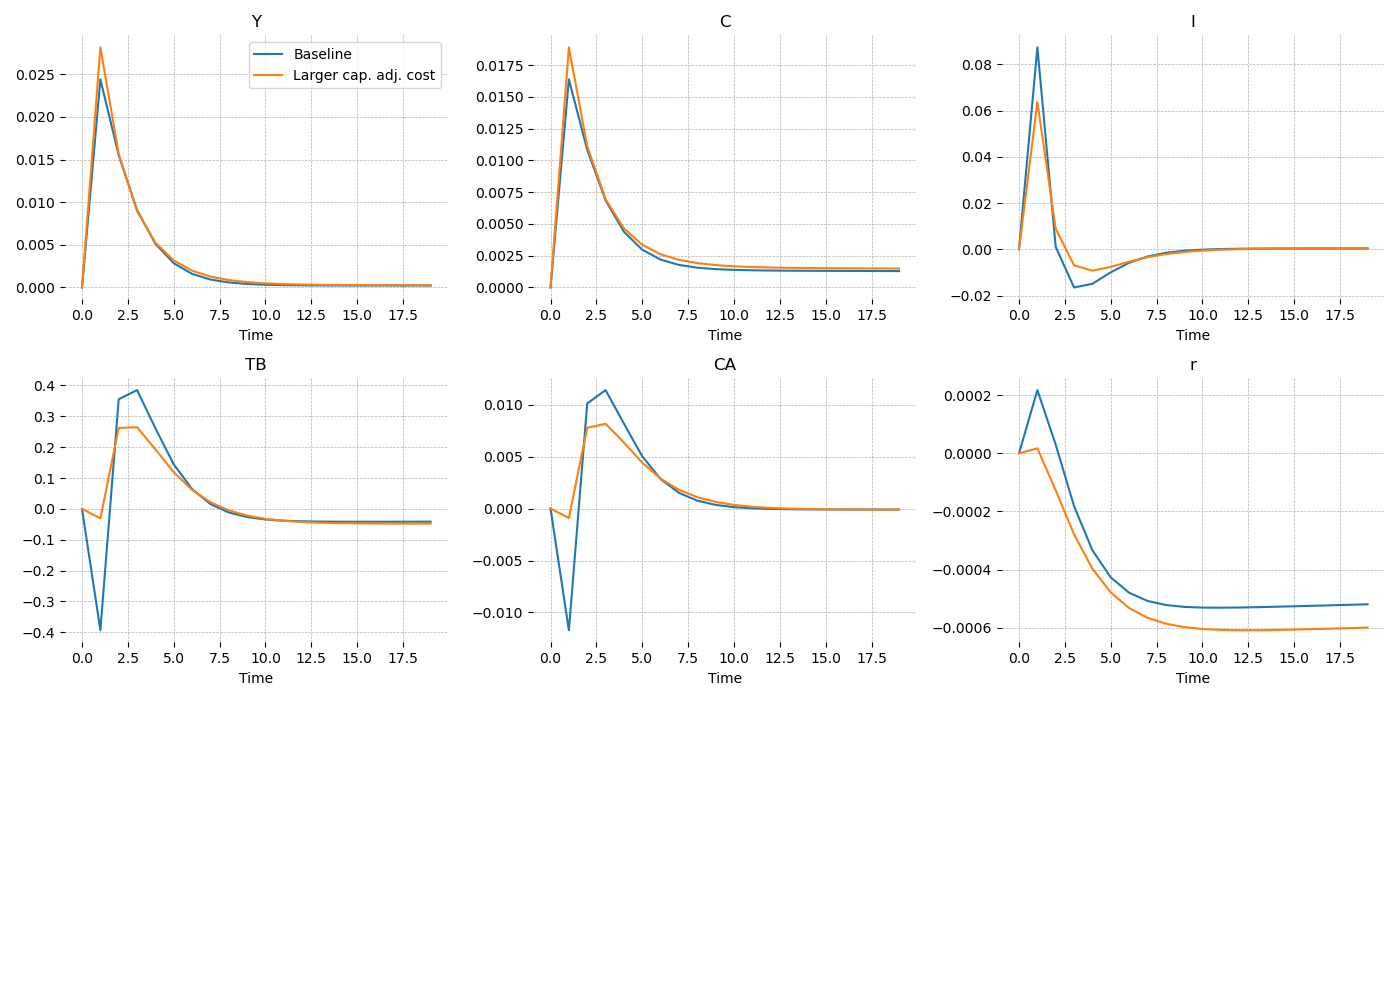 Y
C
I
Baseline
Larger cap. adj. cost
0.025
0.020
0.015
0.010
0.005
0.000
0.0175
0.0150
0.0125
0.0100
0.0075
0.0050
0.0025
0.0000
0.08
0.06
0.04
0.02
0.00
−0.02
0.0 2.5 5.0 7.5 10.0 12.5 15.0 17.5
0.0 2.5 5.0 7.5 10.0 12.5 15.0 17.5
0.0 2.5 5.0 7.5 10.0 12.5 15.0 17.5
Time
Time
Time
TB
CA
r
0.4
0.3
0.2
0.1
0.0
−0.1
−0.2
−0.3
−0.4
0.010
0.005
0.000
−0.005
−0.010
0.0002
0.0000
−0.0002
−0.0004
−0.0006
0.0 2.5 5.0 7.5 10.0 12.5 15.0 17.5
0.0 2.5 5.0 7.5 10.0 12.5 15.0 17.5
0.0 2.5 5.0 7.5 10.0 12.5 15.0 17.5
Time
Time
Time